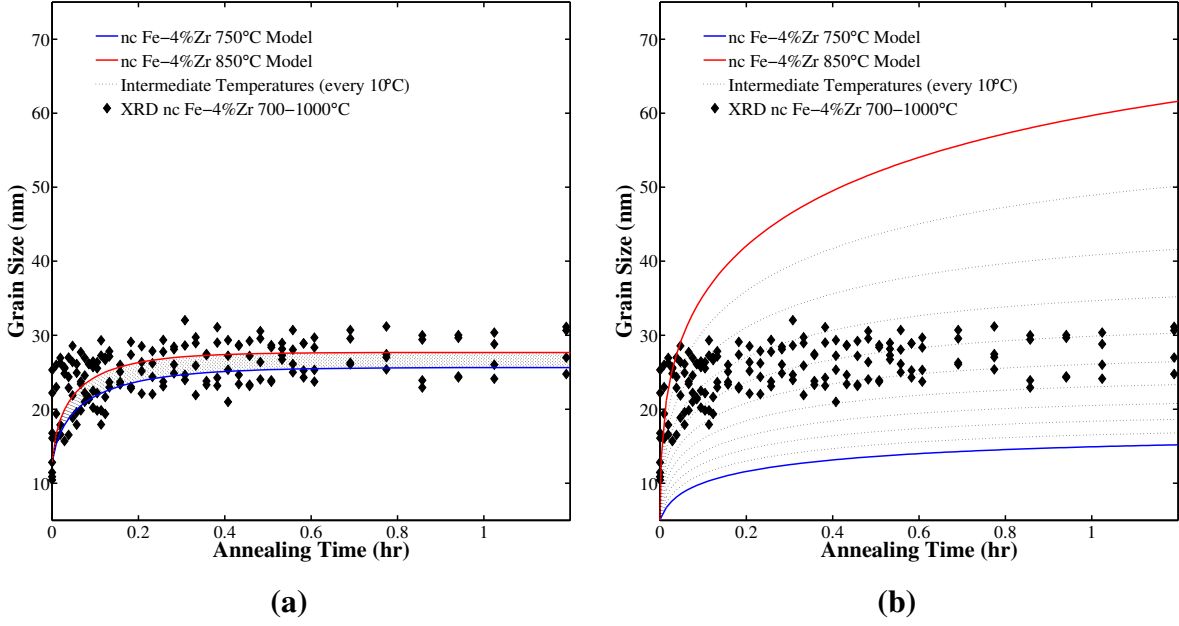 70
60
50
40
30
20
10
0
0.2
0.4
0.6
0.8
1
Grain Size (nm)
Annealing Time (hr)
nc Fe−4%Zr 750°C Model
nc Fe−4%Zr 850°C Model
Intermediate Temperatures (every 10°C)
XRD nc Fe−4%Zr 700−1000°C
(a)
70
60
50
40
30
20
10
0
0.2
0.4
0.6
0.8
1
Grain Size (nm)
Annealing Time (hr)
nc Fe−4%Zr 750°C Model
nc Fe−4%Zr 850°C Model
Intermediate Temperatures (every 10°C)
XRD nc Fe−4%Zr 700−1000°C
(b)